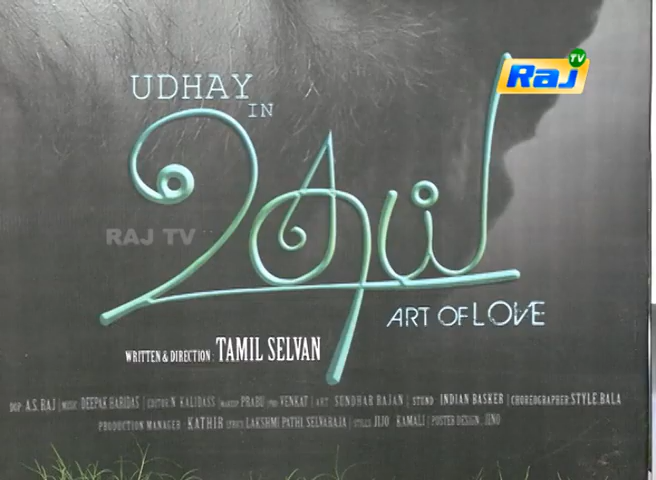 Raj TV
UDHAY
IN
உதய்
RAJ TV
ART OF LOVE
WRITTEN & DIRECTION: TAMIL SELVAN
DOP: A.S. RAJ | MUSIC: DEEPAK HARIDAS | EDITOR: N. KALIDASS | MAKEUP: PRABU | PRO: VENKAT | ART: SUNDHAR RAJAN | STUND: INDIAN BASKER | CHOREOGRAPHER: STYLE BALA
PRODUCTION MANAGER: KATHIR | LYRICS: LAKSHMI PATHI, SELVARAJA | STILLS: JIJO KAMALI | POSTER DESIGN: JINO